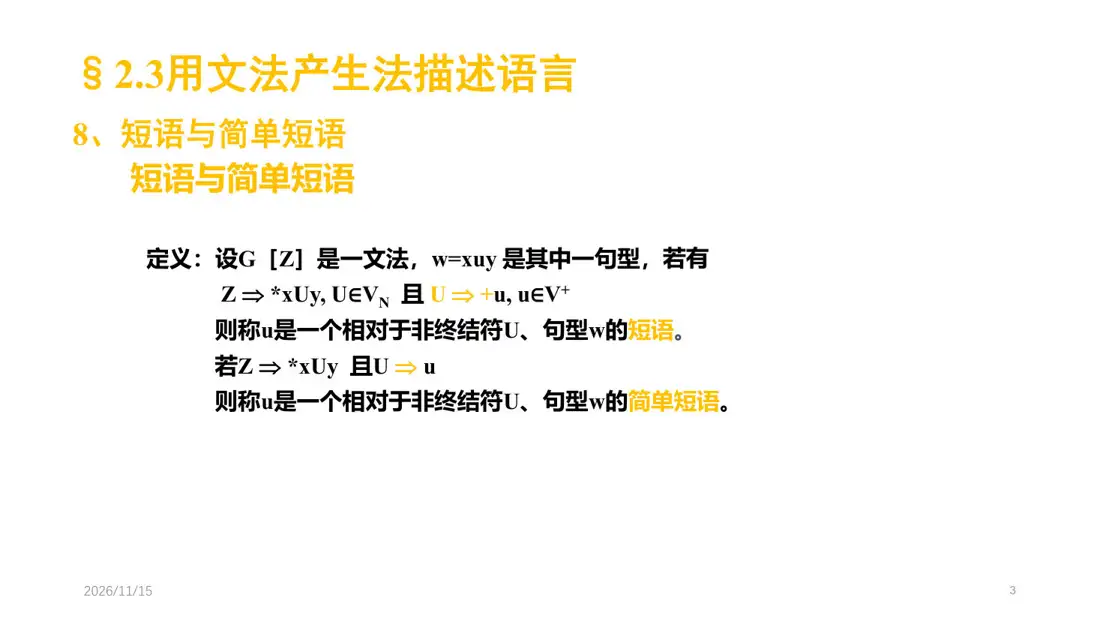 §2.3用文法产生法描述语言
8、短语与简单短语
短语与简单短语
定义：设G［Z］是一文法，w=xuy 是其中一句型，若有
Z ⇒ *xUy, U∈VN 且 U ⇒ +u, u∈V+
则称u是一个相对于非终结符U、句型w的短语。
若Z ⇒ *xUy 且U ⇒ u
则称u是一个相对于非终结符U、句型w的简单短语。
2026/11/15
3